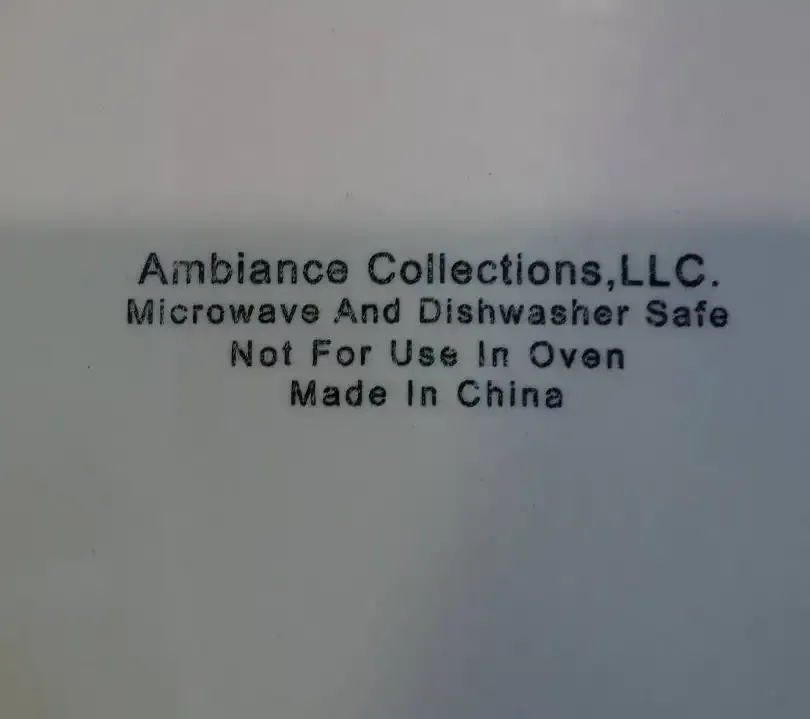 Ambiance Collections,LLC.
Microwave And Dishwasher Safe
Not For Use In Oven
Made In China